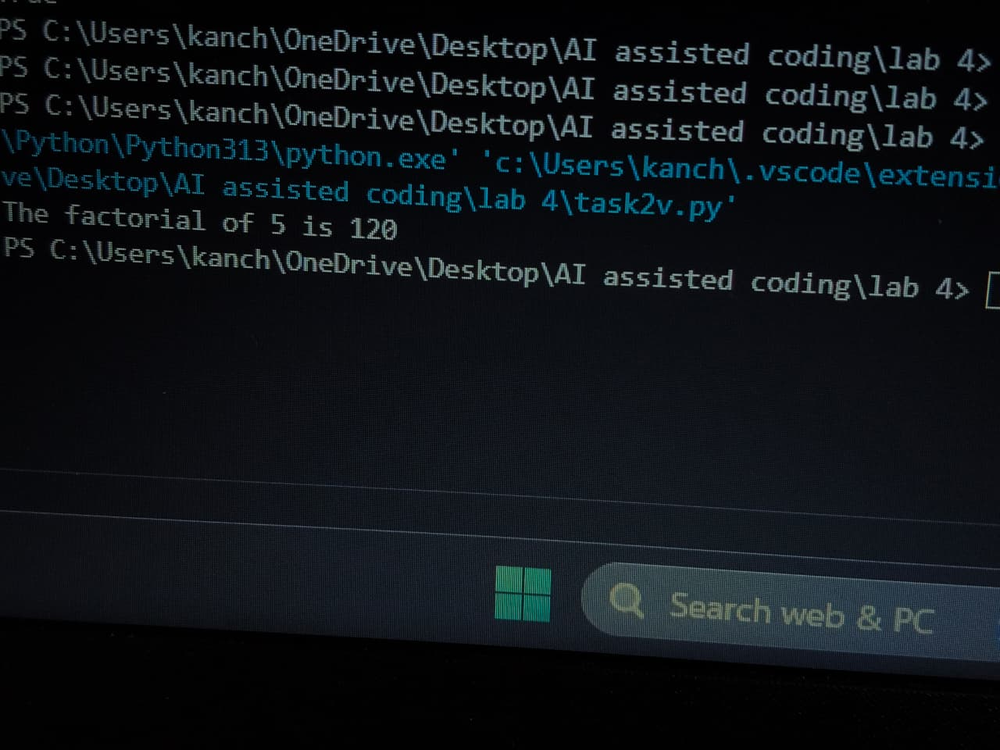 PS C:\Users\kanch\OneDrive\Desktop\AI assisted coding\lab 4>
PS C:\Users\kanch\OneDrive\Desktop\AI assisted coding\lab 4>
PS C:\Users\kanch\OneDrive\Desktop\AI assisted coding\lab 4>
\Python\Python313\python.exe' 'c:\Users\kanch\.vscode\extensi
ve\Desktop\AI assisted coding\lab 4\task2v.py'
The factorial of 5 is 120
PS C:\Users\kanch\OneDrive\Desktop\AI assisted coding\lab 4>
Search web & PC